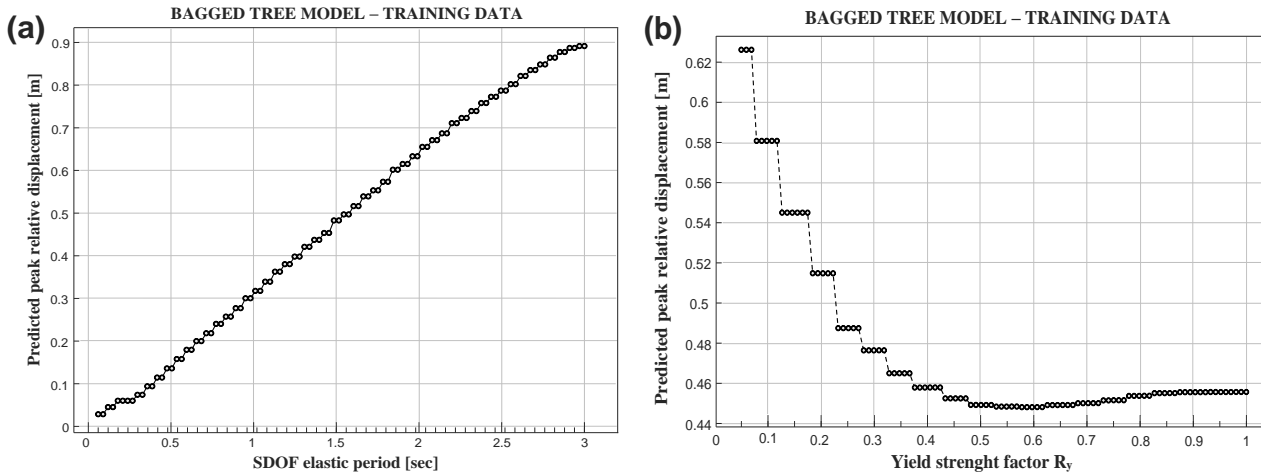 (a)
BAGGED TREE MODEL – TRAINING DATA
Predicted peak relative displacement [m]
0.9
0.8
0.7
0.6
0.5
0.4
0.3
0.2
0.1
0
0 0.5 1 1.5 2 2.5 3
SDOF elastic period [sec]
(b)
BAGGED TREE MODEL – TRAINING DATA
Predicted peak relative displacement [m]
0.62
0.6
0.58
0.56
0.54
0.52
0.5
0.48
0.46
0.44
0 0.1 0.2 0.3 0.4 0.5 0.6 0.7 0.8 0.9 1
Yield strenght factor Ry